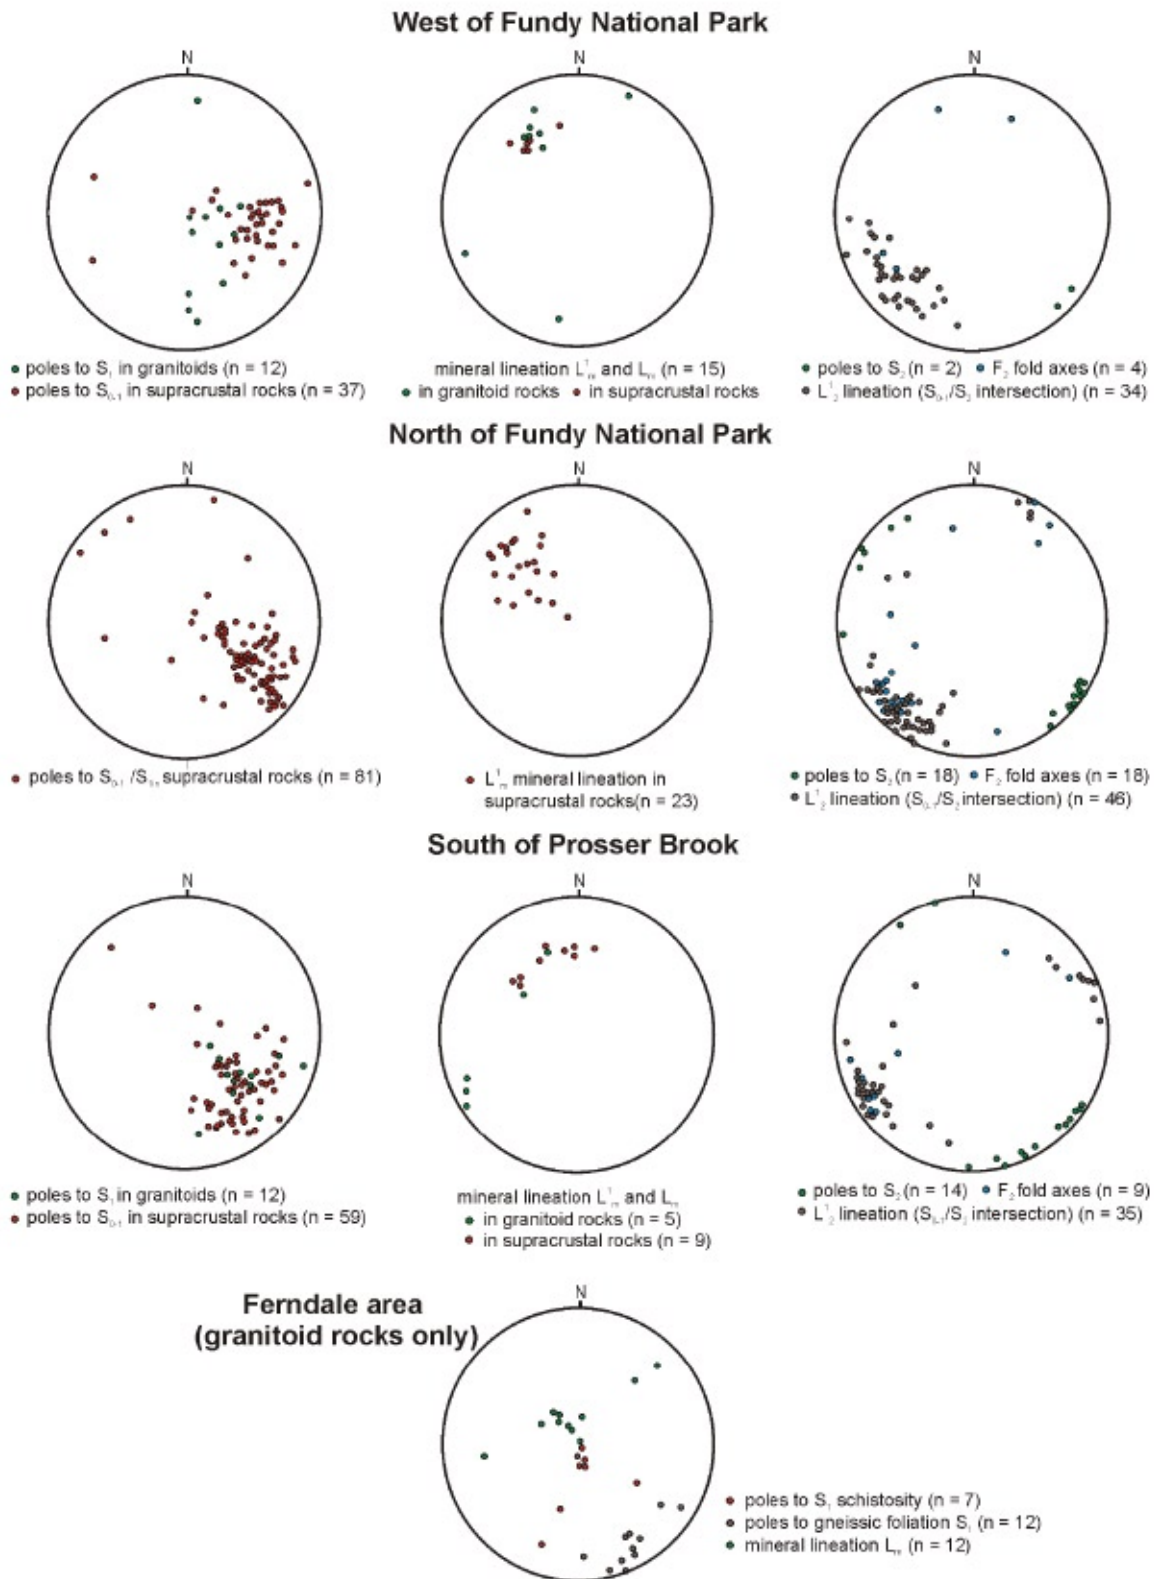 West of Fundy National Park
N
N
N
poles to S₁ in granitoids (n = 12)
poles to S₀₋₁ in supracrustal rocks (n = 37)
mineral lineation L¹ₘ and Lₘ (n = 15)
in granitoid rocks in supracrustal rocks
poles to S₂ (n = 2) F₂ fold axes (n = 4)
L¹₂ lineation (S₀₋₁/S₂ intersection) (n = 34)
North of Fundy National Park
N
N
N
poles to S₀₋₁ /S₁ supracrustal rocks (n = 81)
L¹ₘ mineral lineation in
supracrustal rocks(n = 23)
poles to S₂ (n = 18) F₂ fold axes (n = 18)
L¹₂ lineation (S₀₋₁/S₂ intersection) (n = 46)
South of Prosser Brook
N
N
N
poles to S₁ in granitoids (n = 12)
poles to S₀₋₁ in supracrustal rocks (n = 59)
mineral lineation L¹ₘ and Lₘ
in granitoid rocks (n = 5)
in supracrustal rocks (n = 9)
poles to S₂ (n = 14) F₂ fold axes (n = 9)
L¹₂ lineation (S₀₋₁/S₂ intersection) (n = 35)
Ferndale area
(granitoid rocks only)
N
poles to S₁ schistosity (n = 7)
poles to gneissic foliation S₁ (n = 12)
mineral lineation Lₘ (n = 12)